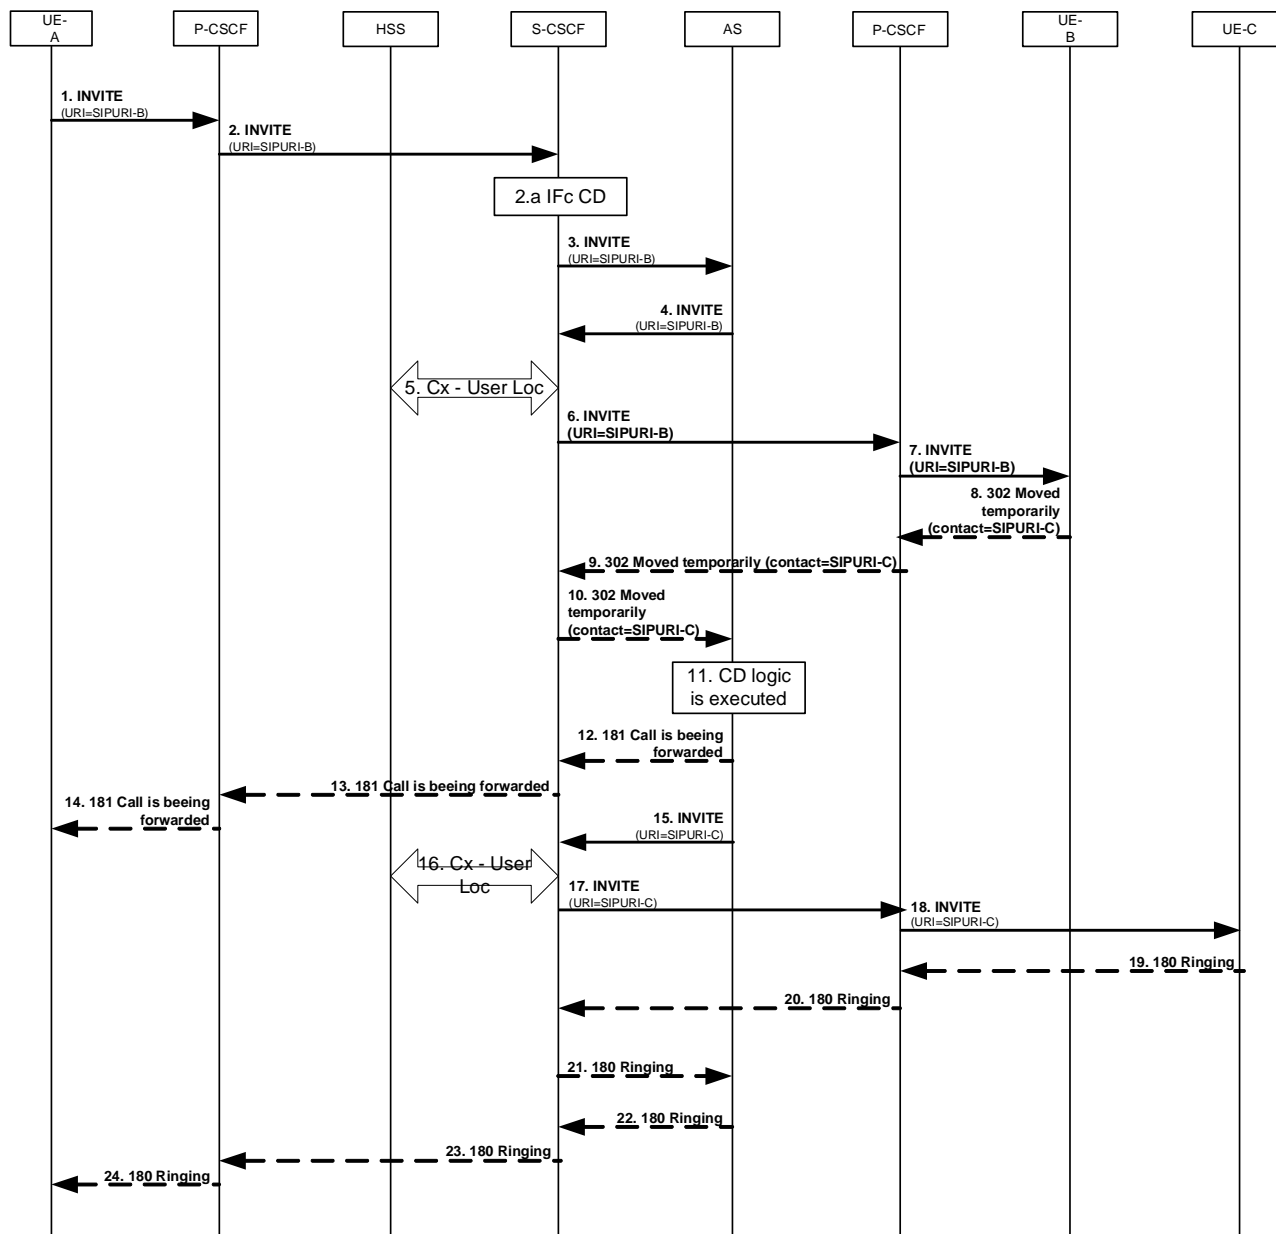 UE-
A
P-CSCF
HSS
S-CSCF
AS
P-CSCF
UE-
B
UE-C
1. INVITE
(URI=SIPURI-B)
2. INVITE
(URI=SIPURI-B)
2.a IFc CD
3. INVITE
(URI=SIPURI-B)
4. INVITE
(URI=SIPURI-B)
5. Cx - User Loc
6. INVITE
(URI=SIPURI-B)
7. INVITE
(URI=SIPURI-B)
8. 302 Moved
temporarily
(contact=SIPURI-C)
9. 302 Moved temporarily (contact=SIPURI-C)
10. 302 Moved
temporarily
(contact=SIPURI-C)
11. CD logic
is executed
12. 181 Call is beeing
forwarded
13. 181 Call is beeing forwarded
14. 181 Call is beeing
forwarded
15. INVITE
(URI=SIPURI-C)
16. Cx - User
Loc
17. INVITE
(URI=SIPURI-C)
18. INVITE
(URI=SIPURI-C)
19. 180 Ringing
20. 180 Ringing
21. 180 Ringing
22. 180 Ringing
23. 180 Ringing
24. 180 Ringing